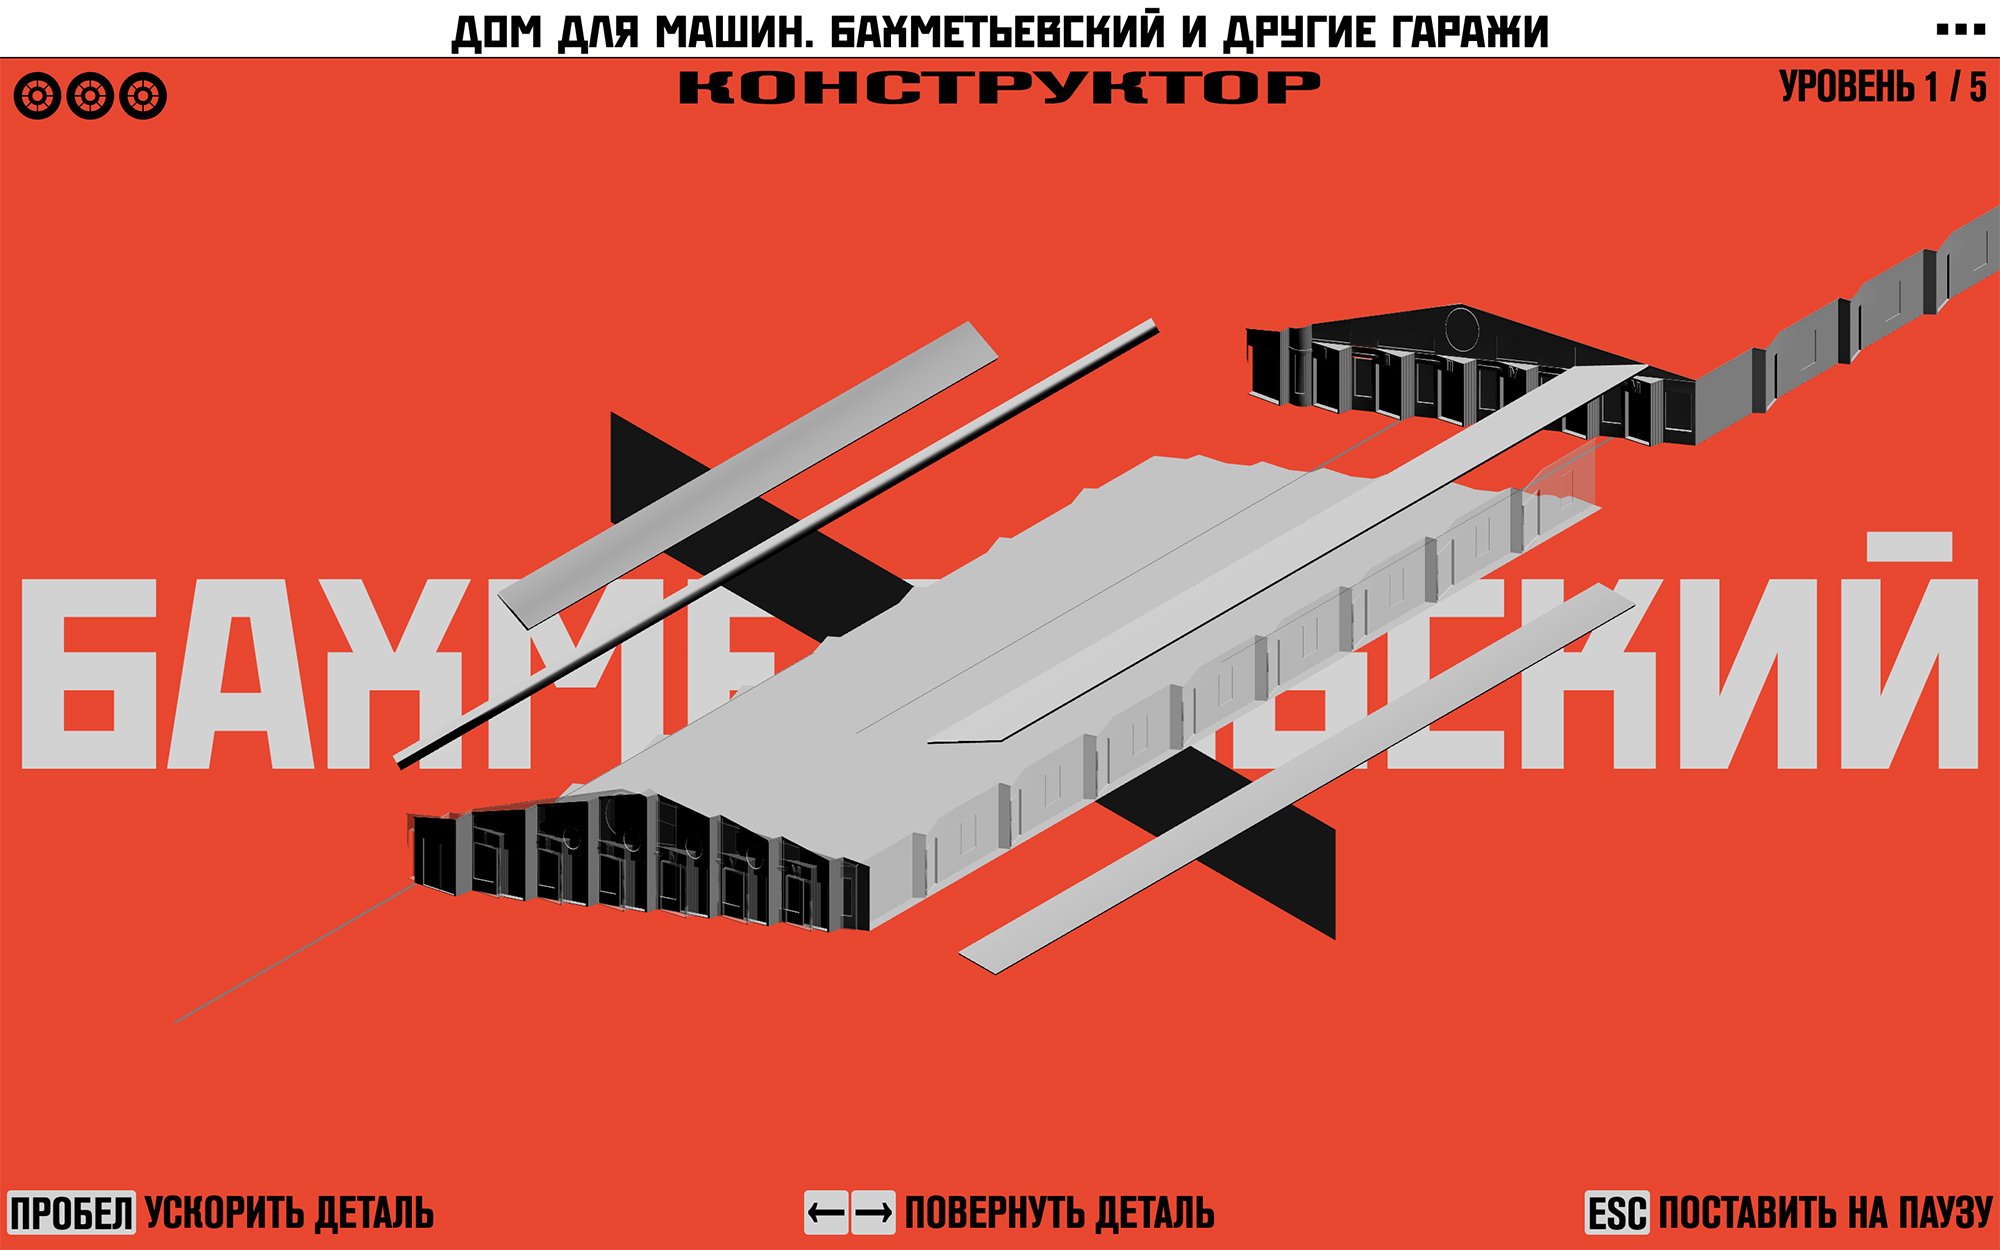 ДОМ ДЛЯ МАШИН. БАХМЕТЬЕВСКИЙ И ДРУГИЕ ГАРАЖИ
КОНСТРУКТОР
УРОВЕНЬ 1 / 5
БАХМЕТЬЕВСКИЙ
ПРОБЕЛ УСКОРИТЬ ДЕТАЛЬ
← → ПОВЕРНУТЬ ДЕТАЛЬ
ESC ПОСТАВИТЬ НА ПАУЗУ